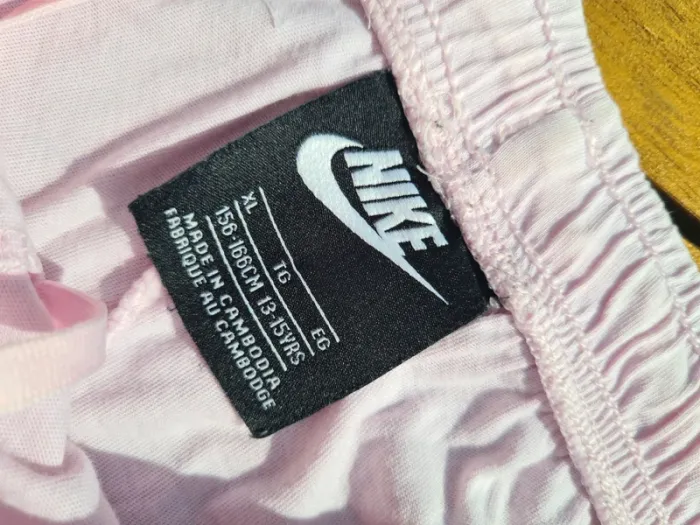 NIKE
XL TG EG
156-166CM 13-15YRS
MADE IN CAMBODIA
FABRIQUE AU CAMBODGE